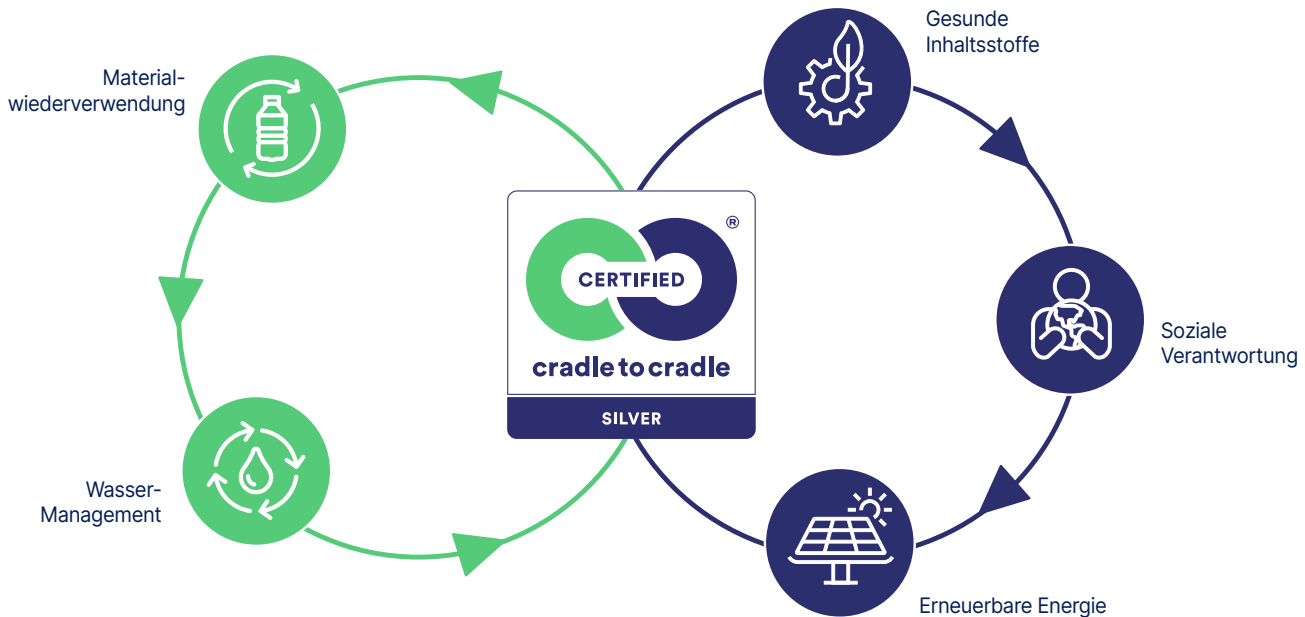 Gesunde
Inhaltsstoffe
Material-
wiederverwendung
®
CERTIFIED
cradle to cradle
SILVER
Soziale
Verantwortung
Wasser-
Management
Erneuerbare Energie